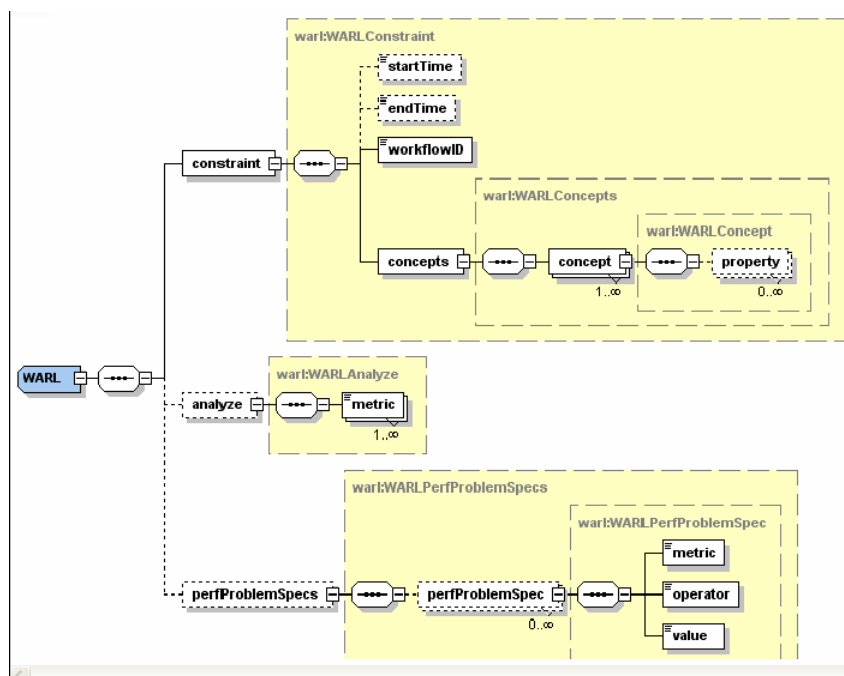 warl:WARLConstraint
startTime
endTime
workflowID
constraint
warl:WARLConcepts
warl:WARLConcept
concepts
concept
property
1..∞
0..∞
WARL
warl:WARLAnalyze
analyze
metric
1..∞
warl:WARLPerfProblemSpecs
warl:WARLPerfProblemSpec
metric
perfProblemSpecs
perfProblemSpec
operator
0..∞
value